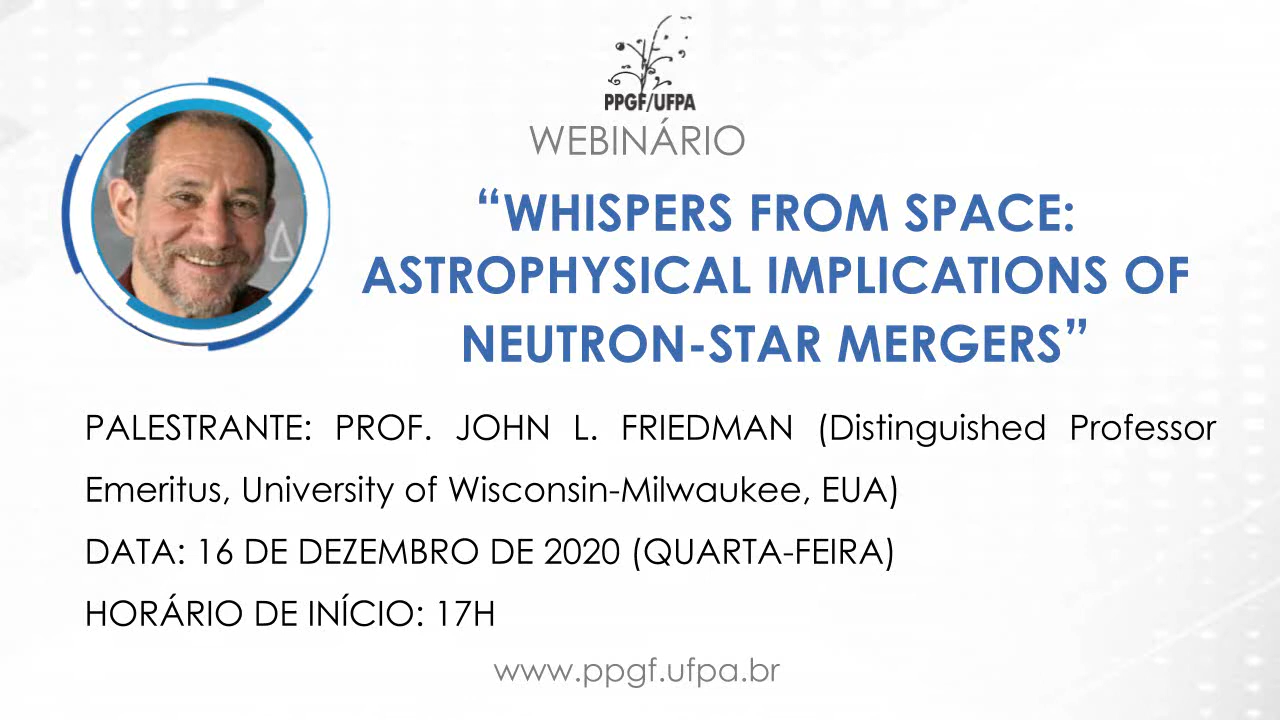 PPGF/UFPA
WEBINÁRIO
“WHISPERS FROM SPACE:
ASTROPHYSICAL IMPLICATIONS OF
NEUTRON-STAR MERGERS”
PALESTRANTE: PROF. JOHN L. FRIEDMAN (Distinguished Professor
Emeritus, University of Wisconsin-Milwaukee, EUA)
DATA: 16 DE DEZEMBRO DE 2020 (QUARTA-FEIRA)
HORÁRIO DE INÍCIO: 17H
www.ppgf.ufpa.br